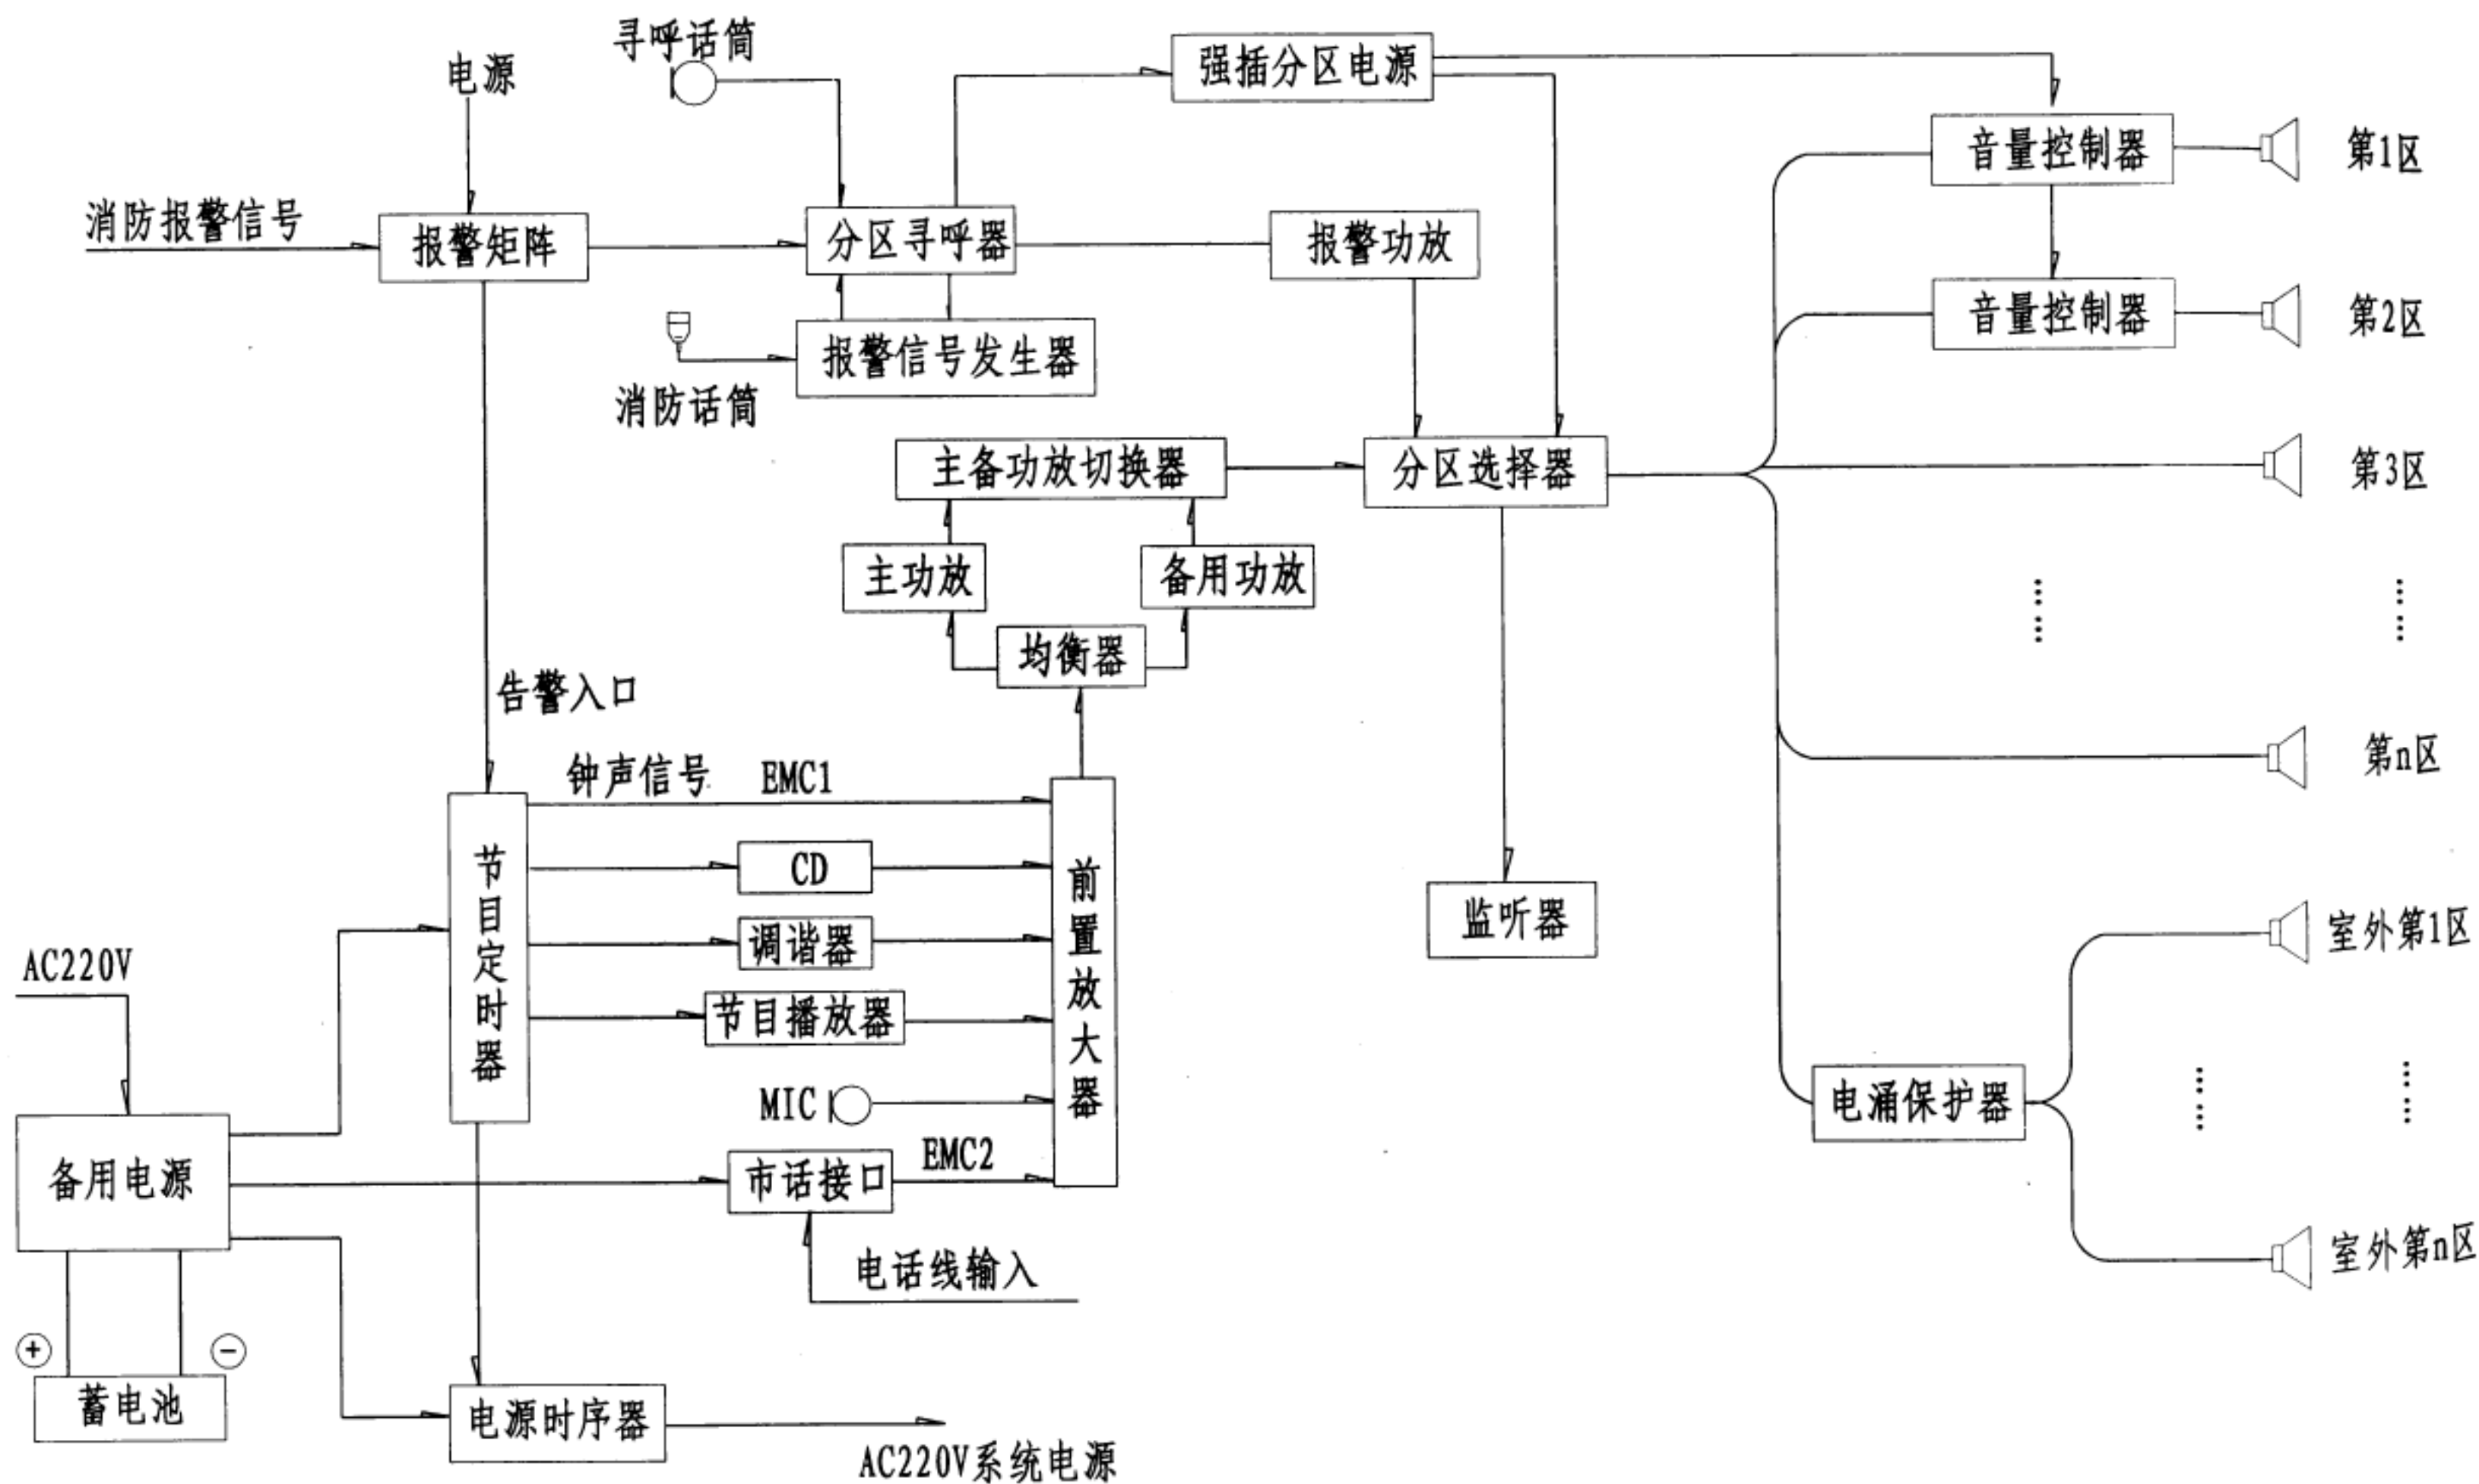 寻呼话筒
电源
强插分区电源
音量控制器
第1区
消防报警信号
报警矩阵
分区寻呼器
报警功放
音量控制器
第2区
报警信号发生器
消防话筒
主备功放切换器
分区选择器
第3区
主功放
备用功放
……
……
均衡器
告警入口
钟声信号
EMC1
第n区
节目定时器
CD
前置放大器
监听器
室外第1区
调谐器
AC220V
节目播放器
MIC
电涌保护器
……
……
备用电源
市话接口
EMC2
电话线输入
室外第n区
+
−
蓄电池
电源时序器
AC220V系统电源